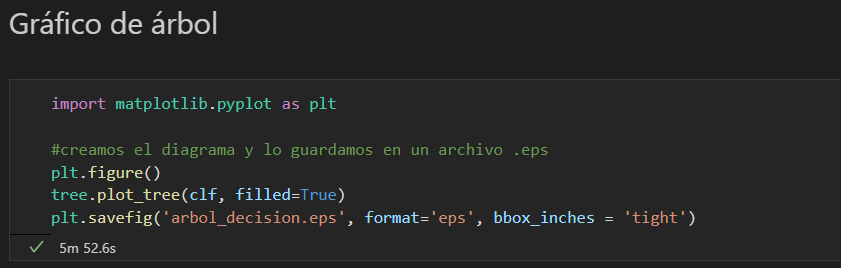 Gráfico de árbol
import matplotlib.pyplot as plt
#creamos el diagrama y lo guardamos en un archivo .eps
plt.figure()
tree.plot_tree(clf, filled=True)
plt.savefig('arbol_decision.eps', format='eps', bbox_inches = 'tight')
5m 52.6s